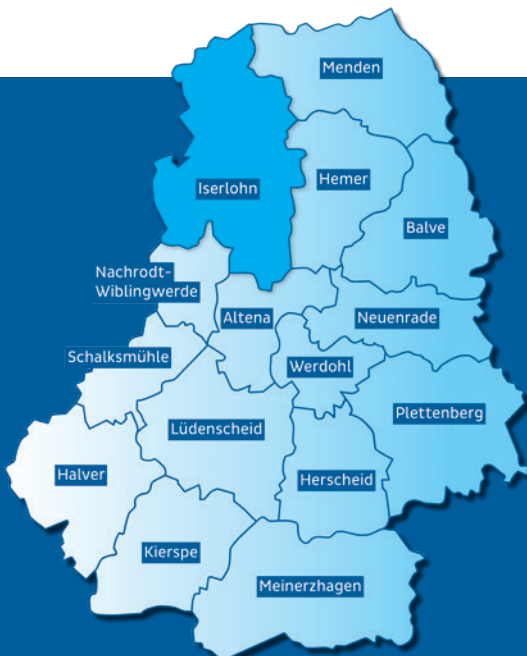 Menden
Hemer
Iserlohn
Balve
Nachrodt-
Wiblingwerde
Altena
Neuenrade
Schalksmühle
Werdohl
Plettenberg
Lüdenscheid
Halver
Herscheid
Kierspe
Meinerzhagen